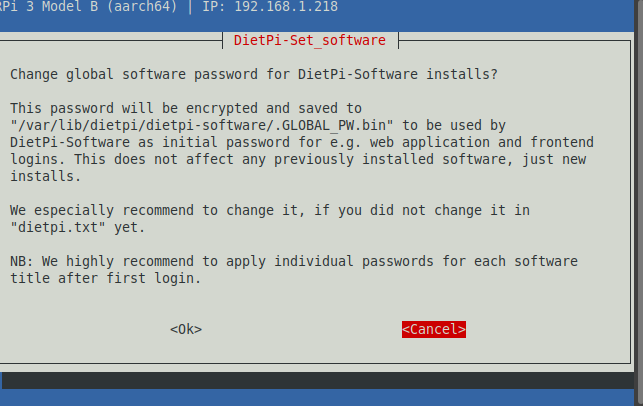 RPi 3 Model B (aarch64) | IP: 192.168.1.218
DietPi-Set_software
Change global software password for DietPi-Software installs?
This password will be encrypted and saved to
"/var/lib/dietpi/dietpi-software/.GLOBAL_PW.bin" to be used by
DietPi-Software as initial password for e.g. web application and frontend
logins. This does not affect any previously installed software, just new
installs.
We especially recommend to change it, if you did not change it in
"dietpi.txt" yet.
NB: We highly recommend to apply individual passwords for each software
title after first login.
<Ok> <Cancel>